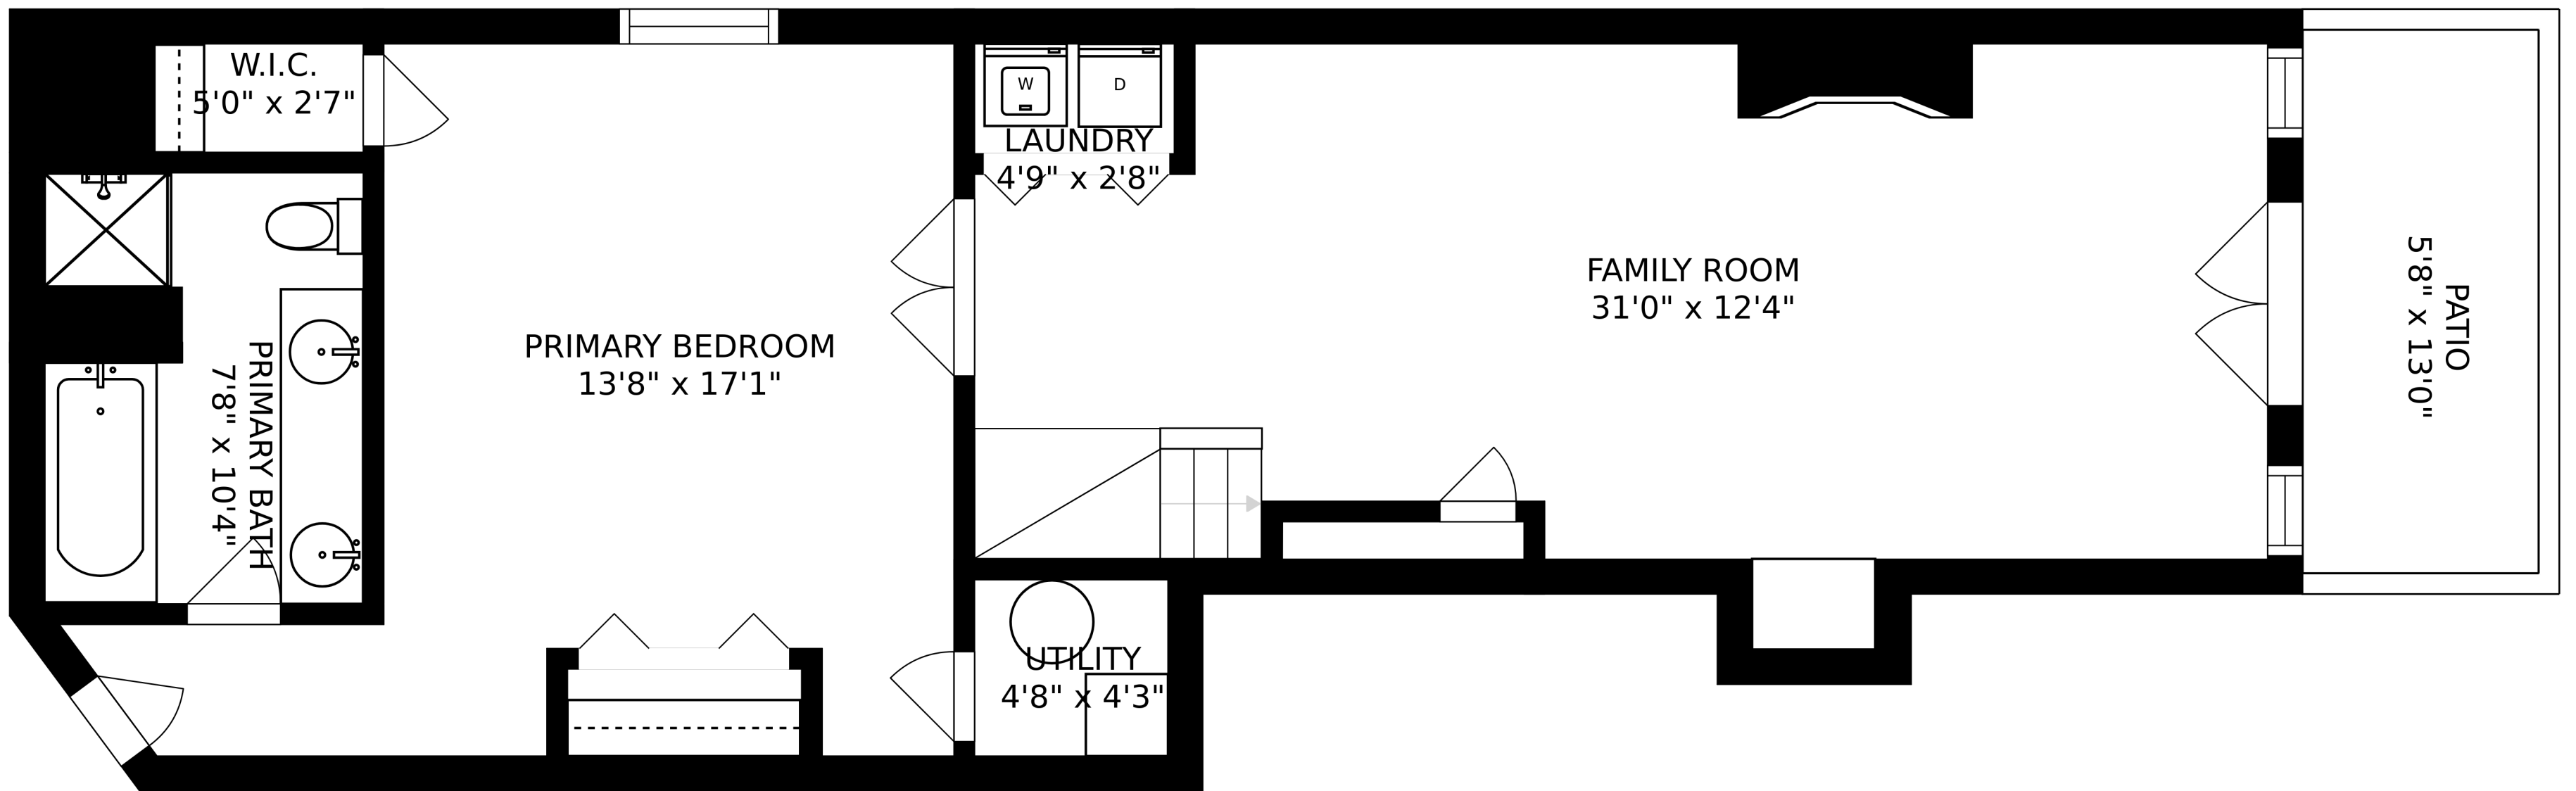 W.I.C.
5'0" x 2'7"
W
D
LAUNDRY
4'9" x 2'8"
FAMILY ROOM
31'0" x 12'4"
PATIO
5'8" x 13'0"
PRIMARY BEDROOM
13'8" x 17'1"
PRIMARY BATH
7'8" x 10'4"
UTILITY
4'8" x 4'3"